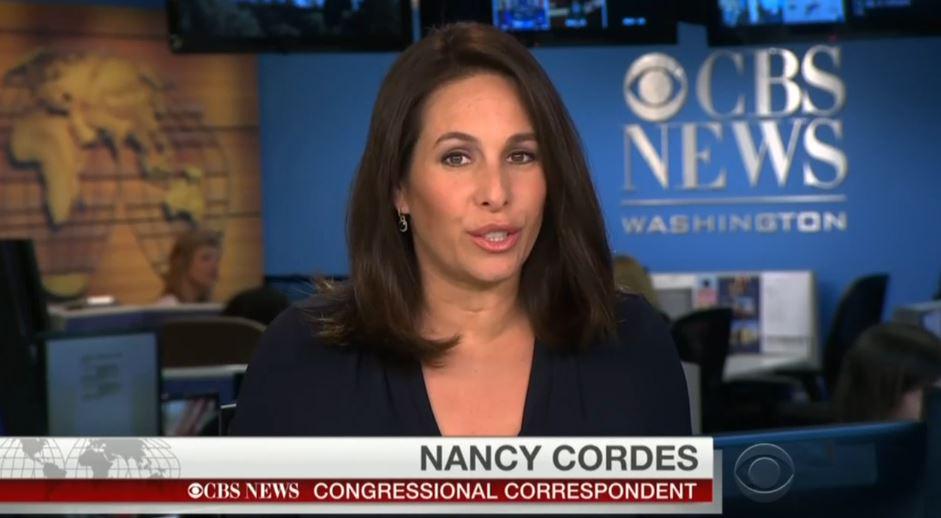 CBS
NEWS
WASHINGTON
NANCY CORDES
CBS NEWS CONGRESSIONAL CORRESPONDENT